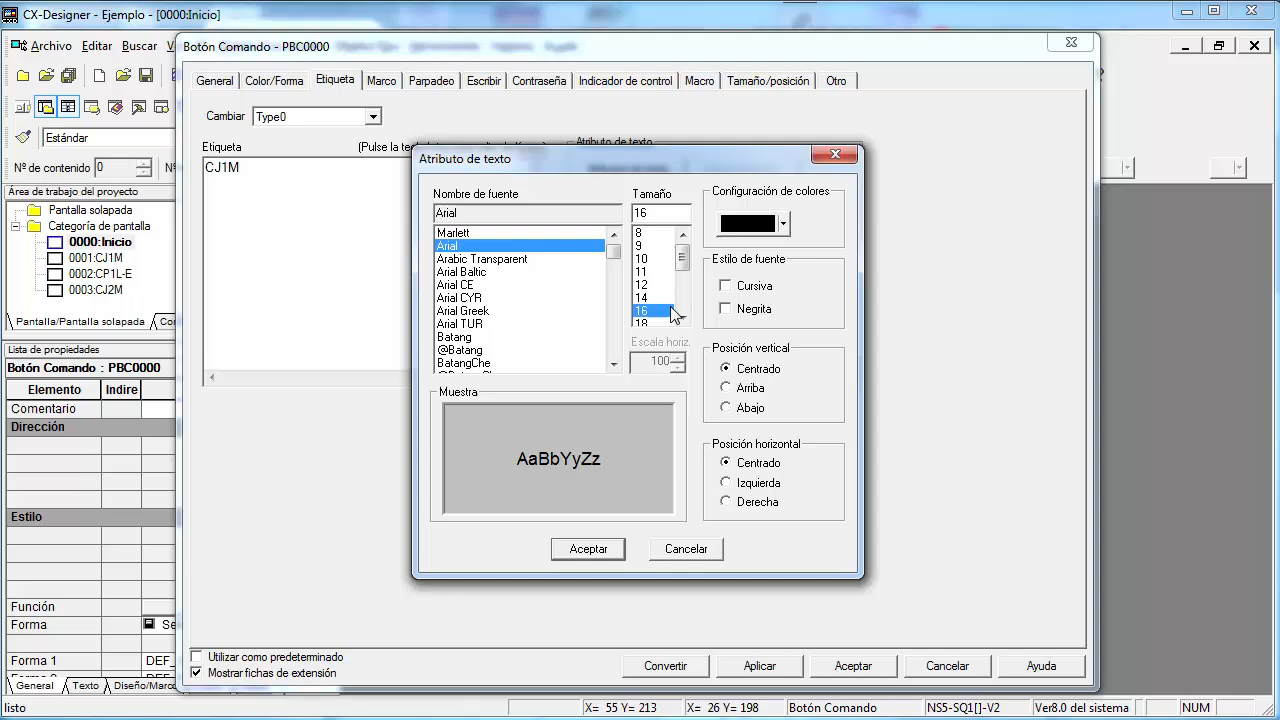 CX-Designer - Ejemplo - [0000:Inicio]
Archivo Editar Buscar
Botón Comando - PBC0000
General Color/Forma Etiqueta Marco Parpadeo Escribir Contraseña Indicador de control Macro Tamaño/posición Otro
Cambiar Type0
Etiqueta
CJ1M
Estándar
Nº de contenido 0
Área de trabajo del proyecto
Pantalla solapada
Categoría de pantalla
0000:Inicio
0001:CJ1M
0002:CP1L-E
0003:CJ2M
Pantalla/Pantalla solapada
Lista de propiedades
Botón Comando : PBC0000
Elemento Indire
Comentario
Dirección
Estilo
Función
Forma
Forma 1 DEF_
General Texto Diseño/Marco
Atributo de texto
Atributo de texto
Nombre de fuente
Arial
Marlett
Arial
Arabic Transparent
Arial Baltic
Arial CE
Arial CYR
Arial Greek
Arial TUR
Batang
@Batang
BatangChe
Tamaño
16
8
9
10
11
12
14
16
18
Escala horiz.
100
Muestra
AaBbYyZz
Configuración de colores
Estilo de fuente
Cursiva
Negrita
Posición vertical
Centrado
Arriba
Abajo
Posición horizontal
Centrado
Izquierda
Derecha
Aceptar Cancelar
Utilizar como predeterminado
Mostrar fichas de extensión
Convertir Aplicar Aceptar Cancelar Ayuda
listo X= 55 Y= 213 X= 26 Y= 198 Botón Comando NS5-SQ1[]-V2 Ver8.0 del sistema NUM